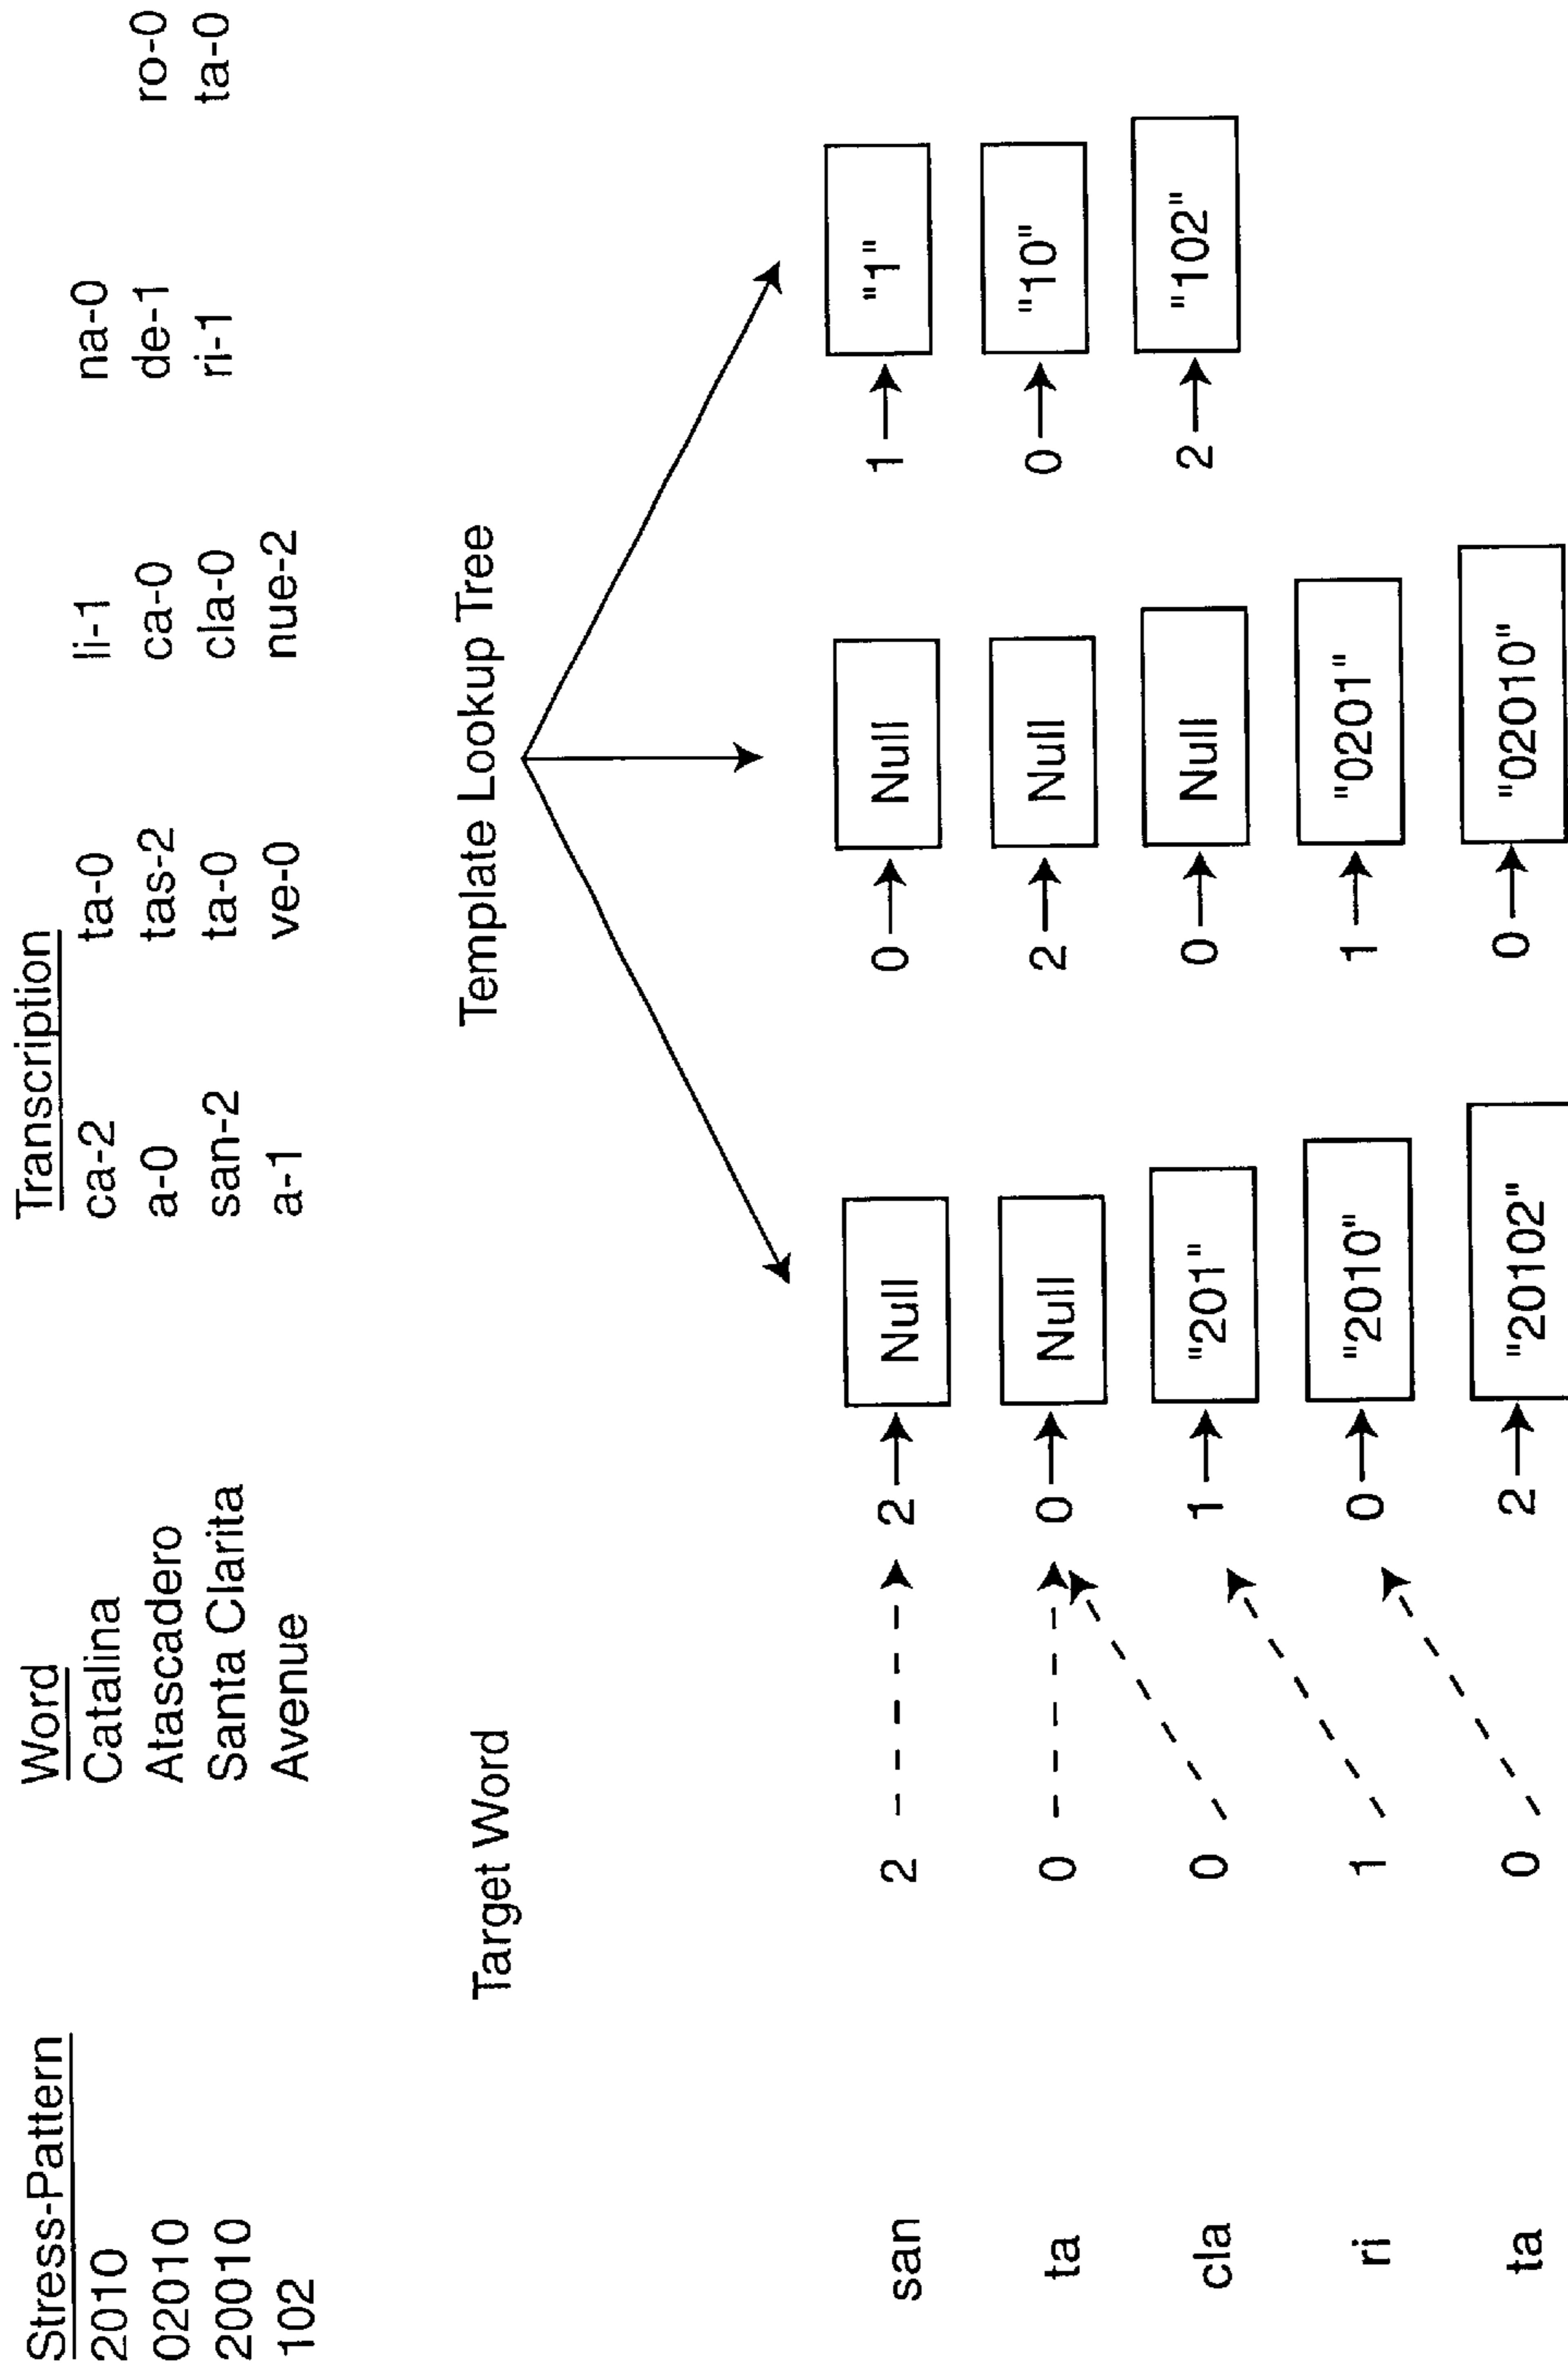 Stress-Pattern Word Transcription
2010 Catalina ca-2 ta-0 li-1 na-0
02010 Atascadero a-0 tas-2 ca-0 de-1 ro-0
20010 Santa Clarita san-2 ta-0 cla-0 ri-1 ta-0
102 Avenue a-1 ve-0 nue-2
Target Word Template Lookup Tree
san 2 2 Null 0 Null 1 "1"
ta 0 0 Null 2 Null 0 "10"
cla 0 1 "201" 0 Null 2 "102"
ri 1 0 "2010" 1 "0201"
ta 0 2 "20102" 0 "02010"